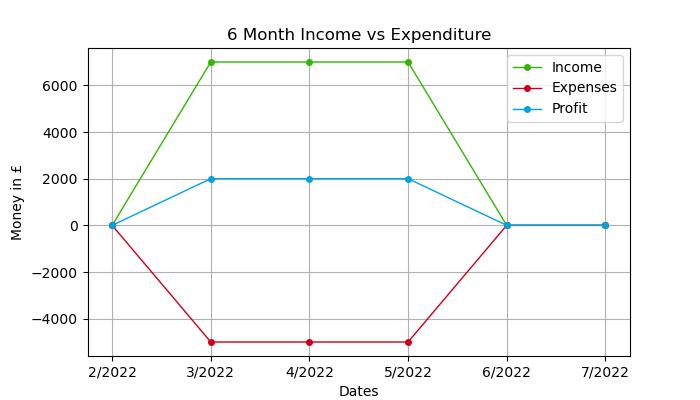 6 Month Income vs Expenditure
Income
Expenses
Profit
Money in £
6000
4000
2000
0
−2000
−4000
2/2022 3/2022 4/2022 5/2022 6/2022 7/2022
Dates